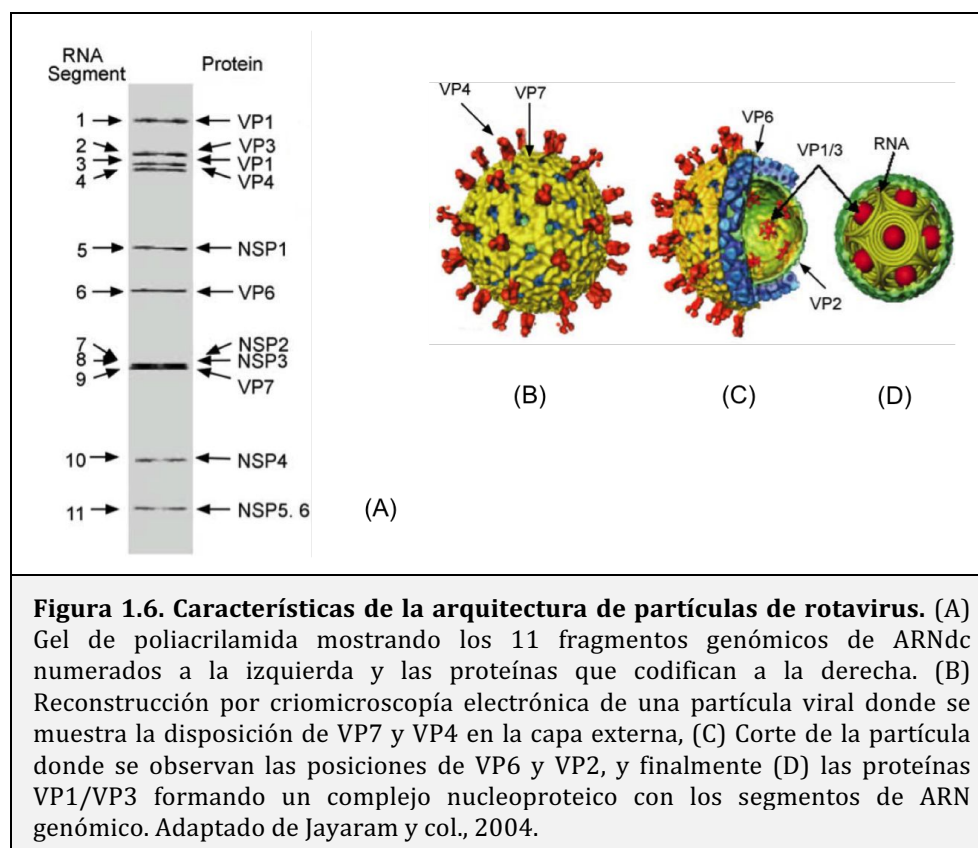 RNA
Segment
Protein
1
VP1
2
VP3
3
VP1
4
VP4
5
NSP1
6
VP6
7
NSP2
8
NSP3
9
VP7
10
NSP4
11
NSP5. 6
(A)
VP4
VP7
VP6
VP1/3
RNA
VP2
(B)
(C)
(D)
Figura 1.6. Características de la arquitectura de partículas de rotavirus. (A)
Gel de poliacrilamida mostrando los 11 fragmentos genómicos de ARNdc
numerados a la izquierda y las proteínas que codifican a la derecha. (B)
Reconstrucción por criomicroscopía electrónica de una partícula viral donde se
muestra la disposición de VP7 y VP4 en la capa externa, (C) Corte de la partícula
donde se observan las posiciones de VP6 y VP2, y finalmente (D) las proteínas
VP1/VP3 formando un complejo nucleoproteico con los segmentos de ARN
genómico. Adaptado de Jayaram y col., 2004.